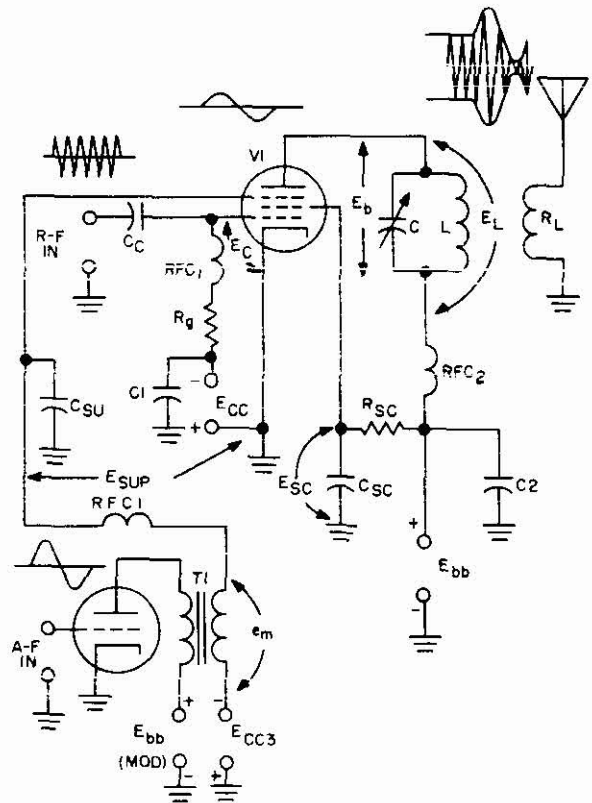 V1
R-F
IN
CC
EC
RFC1
Rg
C1
-
ECC
+
CSU
ESUP
RFC1
Eb
C
L
EL
RL
RFC2
RSC
ESC
CSC
C2
+
Ebb
-
A-F
IN
T1
em
+
-
Ebb
(MOD)
ECC3
-
+